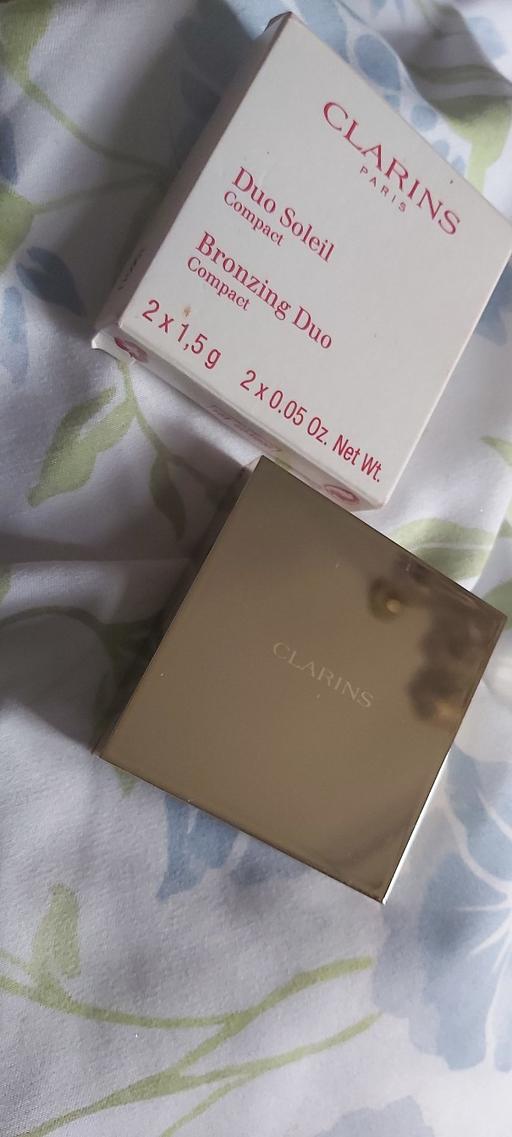 CLARINS
PARIS
Duo Soleil
Compact
Bronzing Duo
Compact
2 x 1,5 g 2 x 0.05 Oz. Net Wt.
CLARINS